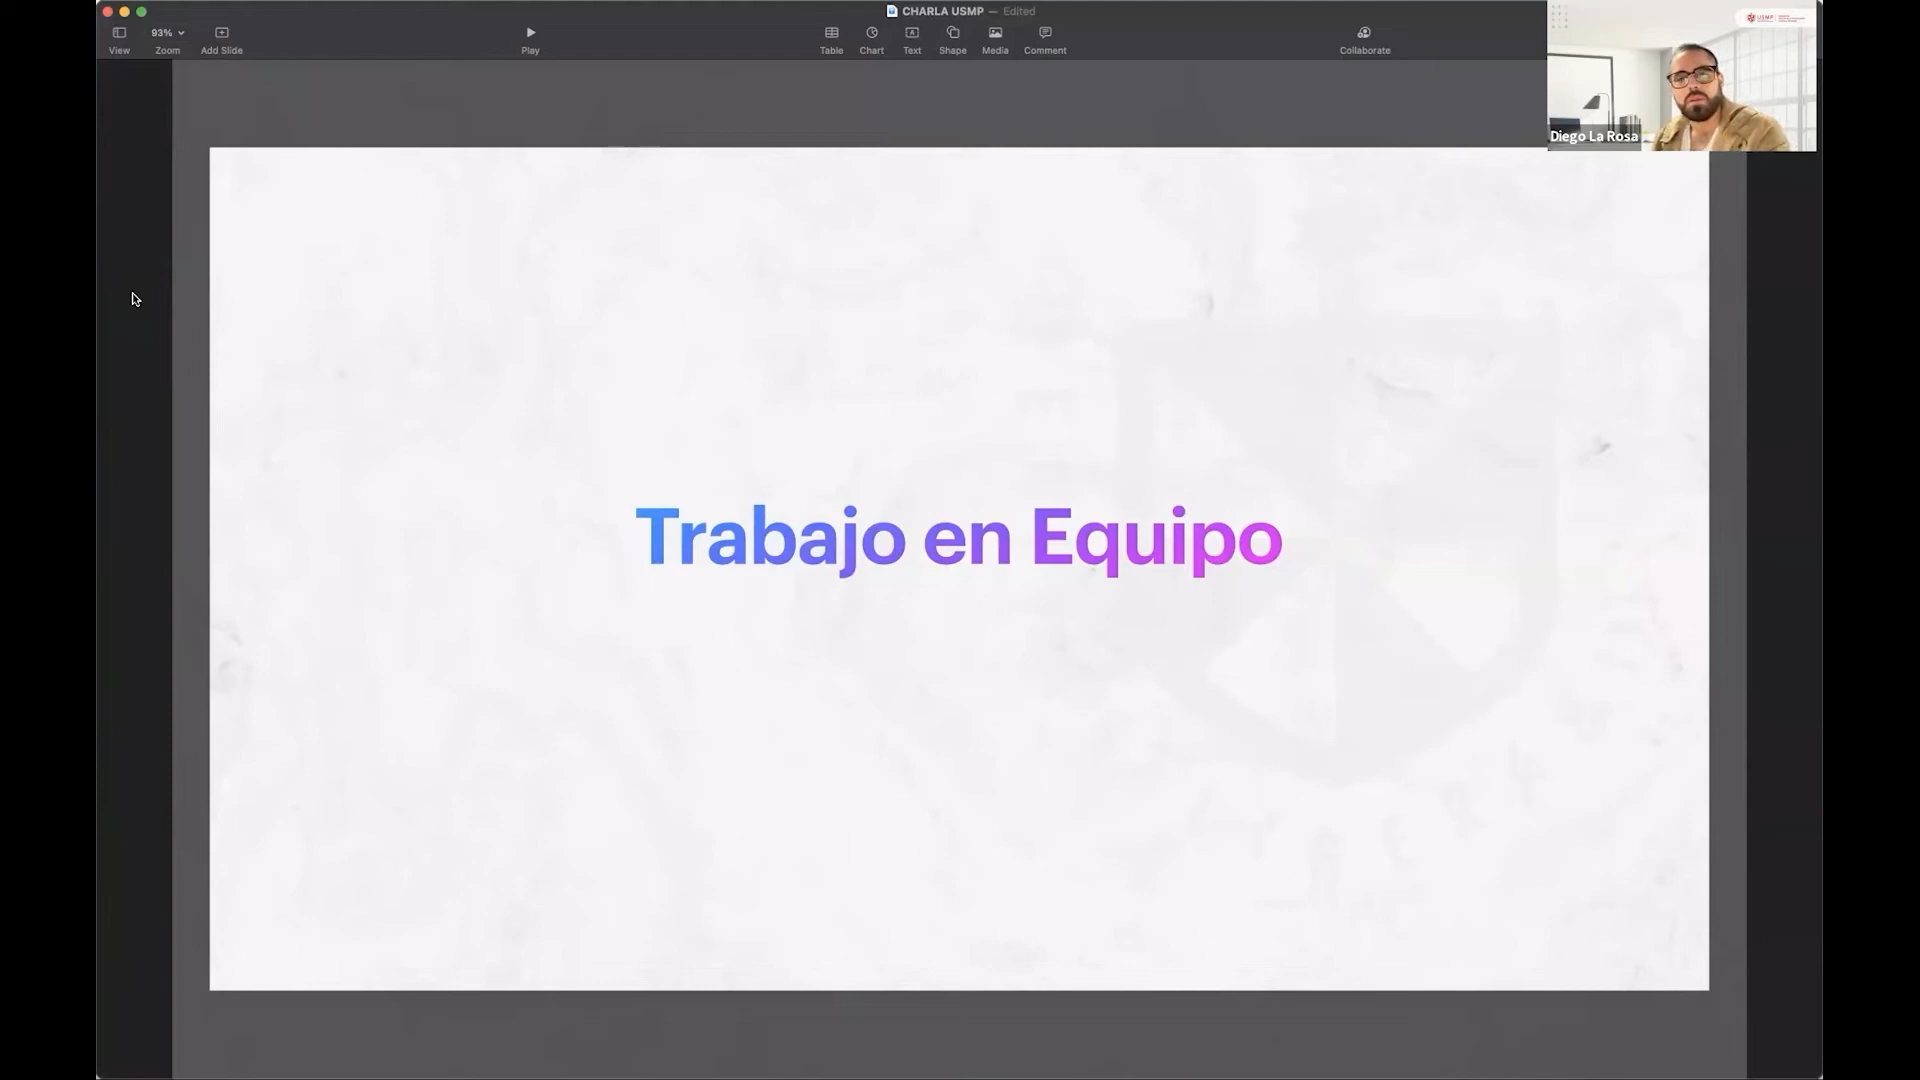 CHARLA USMP — Edited
93%
View
Zoom
Add Slide
Play
Table
Chart
Text
Shape
Media
Comment
Collaborate
USMP
Diego La Rosa
Trabajo en Equipo